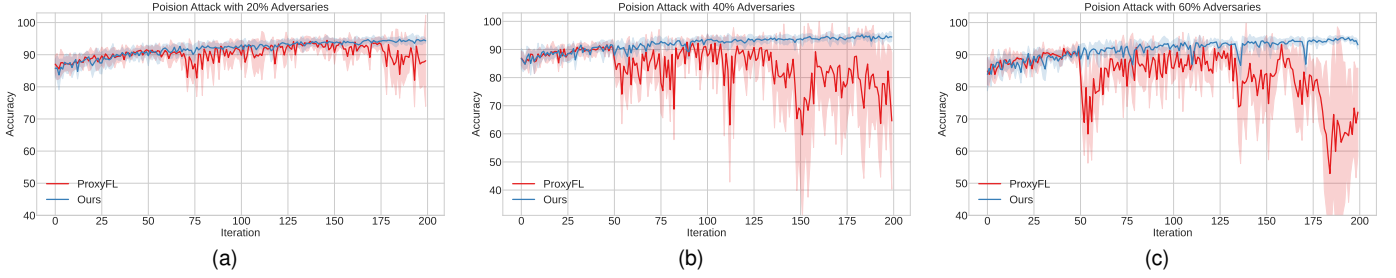 Poision Attack with 20% Adversaries
100
90
80
70
60
50
40
Accuracy
0 25 50 75 100 125 150 175 200
Iteration
ProxyFL
Ours
(a)
Poision Attack with 40% Adversaries
100
90
80
70
60
50
40
Accuracy
0 25 50 75 100 125 150 175 200
Iteration
ProxyFL
Ours
(b)
Poision Attack with 60% Adversaries
100
90
80
70
60
50
40
Accuracy
0 25 50 75 100 125 150 175 200
Iteration
ProxyFL
Ours
(c)